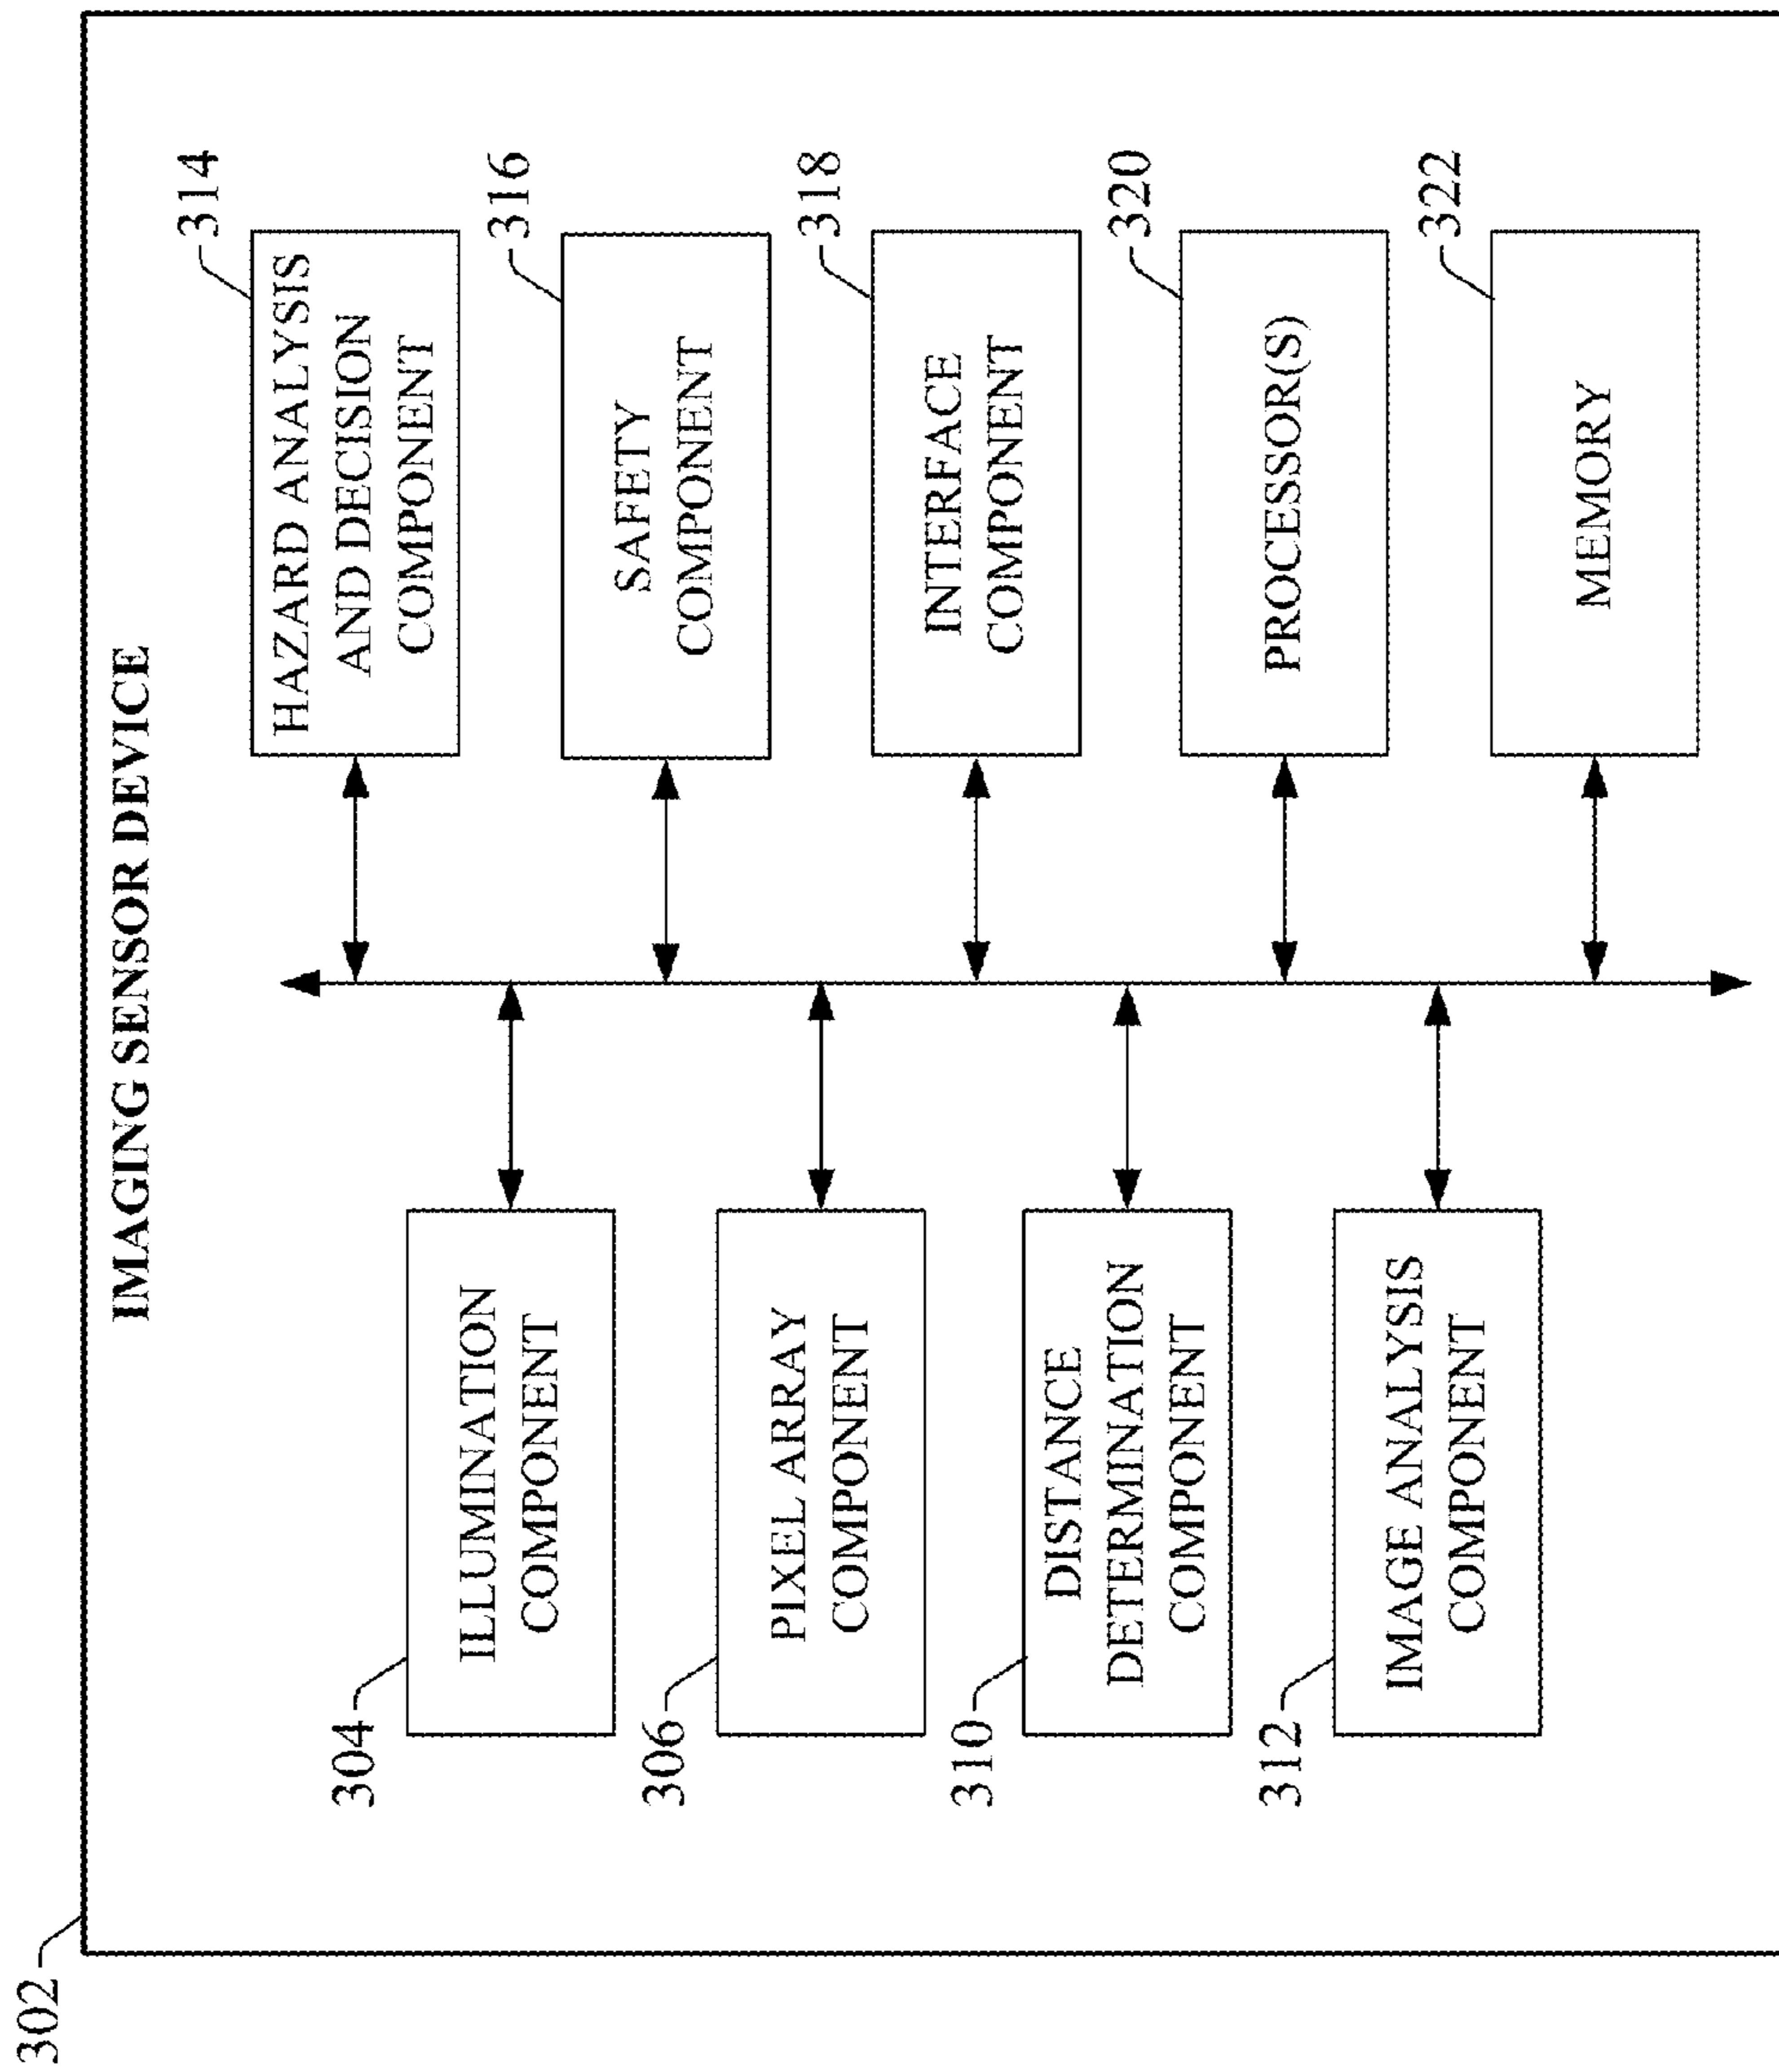 302
IMAGING SENSOR DEVICE
304
ILLUMINATION
COMPONENT
306
PIXEL ARRAY
COMPONENT
310
DISTANCE
DETERMINATION
COMPONENT
312
IMAGE ANALYSIS
COMPONENT
314
HAZARD ANALYSIS
AND DECISION
COMPONENT
316
SAFETY
COMPONENT
318
INTERFACE
COMPONENT
320
PROCESSOR(S)
322
MEMORY